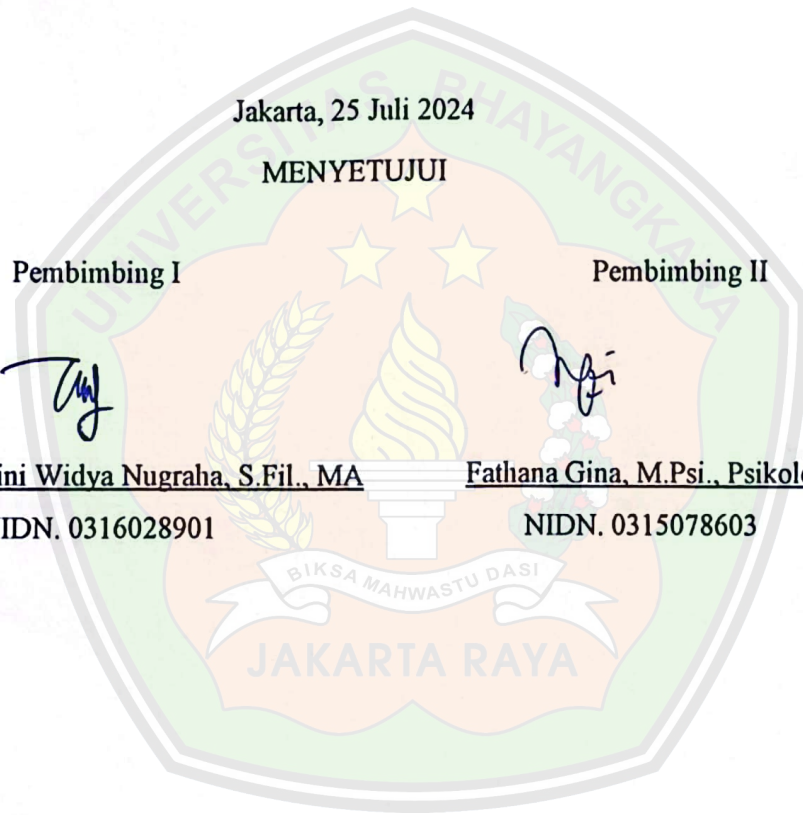 UNIVERSITAS BHAYANGKARA
Jakarta, 25 Juli 2024
MENYETUJUI
Pembimbing I Pembimbing II
ini Widya Nugraha, S.Fil., MA Fathana Gina, M.Psi., Psikolo
IDN. 0316028901 NIDN. 0315078603
BIKSA MAHWASTU DASI
JAKARTA RAYA